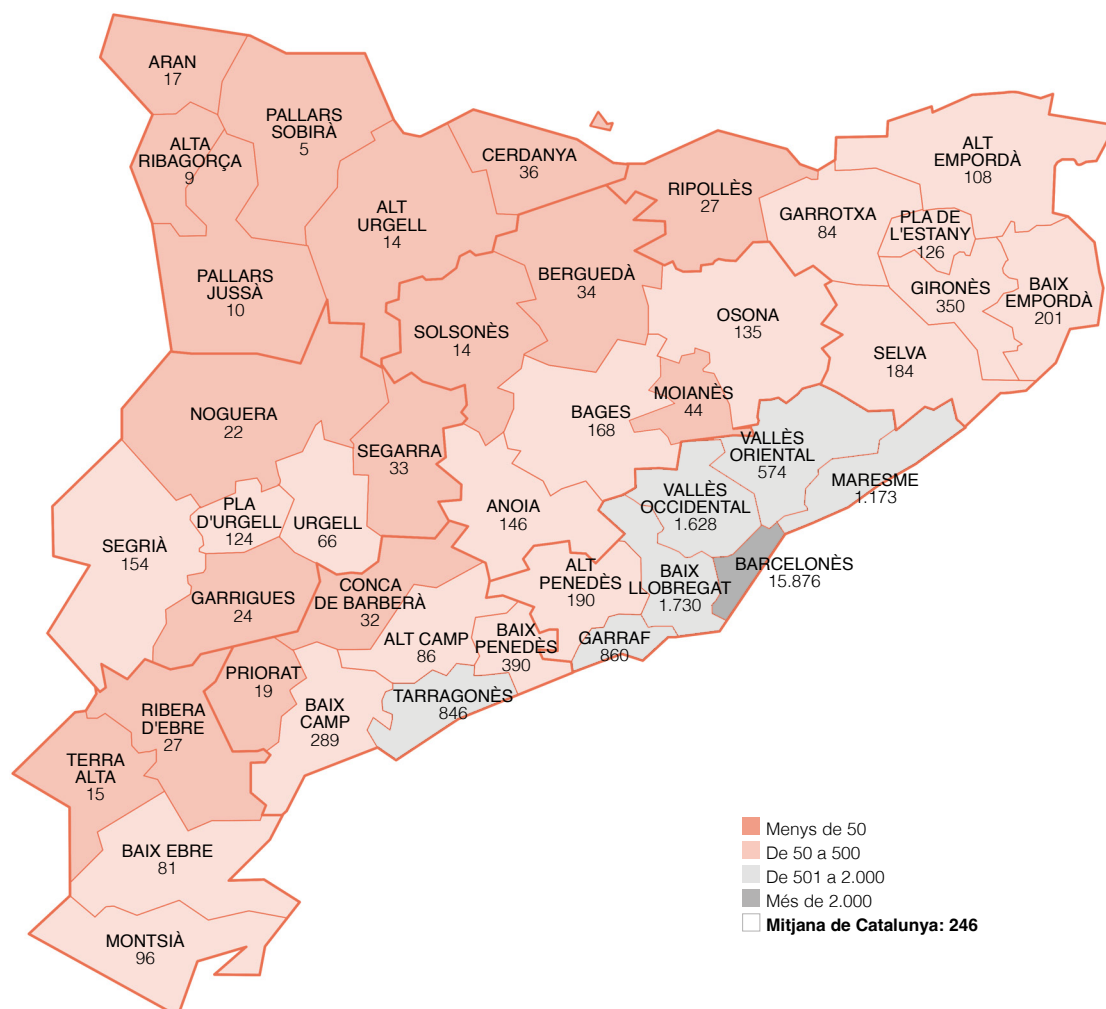 ARAN
17
PALLARS
SOBIRÀ
5
ALTA
RIBAGORÇA
9
CERDANYA
36
ALT
URGELL
14
RIPOLLÈS
27
ALT
EMPORDÀ
108
GARROTXA
84
PLA DE
L'ESTANY
126
PALLARS
JUSSÀ
10
BERGUEDÀ
34
GIRONÈS
350
BAIX
EMPORDÀ
201
SOLSONÈS
14
OSONA
135
SELVA
184
NOGUERA
22
BAGES
168
MOIANÈS
44
SEGARRA
33
VALLÈS
ORIENTAL
574
MARESME
1.173
VALLÈS
OCCIDENTAL
1.628
PLA
D'URGELL
124
URGELL
66
ANOIA
146
SEGRIÀ
154
BARCELONÈS
15.876
ALT
PENEDÈS
190
BAIX
LLOBREGAT
1.730
GARRIGUES
24
CONCA
DE BARBERÀ
32
ALT CAMP
86
BAIX
PENEDÈS
390
GARRAF
860
PRIORAT
19
TARRAGONÈS
846
BAIX
CAMP
289
RIBERA
D'EBRE
27
TERRA
ALTA
15
BAIX EBRE
81
MONTSIÀ
96
Menys de 50
De 50 a 500
De 501 a 2.000
Més de 2.000
Mitjana de Catalunya: 246